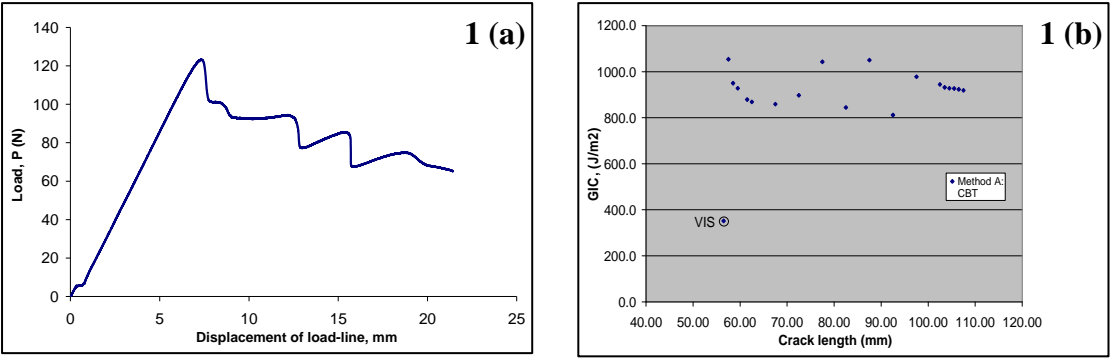 1 (a)
140
120
100
80
60
40
20
0
Load, P (N)
0 5 10 15 20 25
Displacement of load-line, mm
1 (b)
1200.0
1000.0
800.0
600.0
400.0
200.0
0.0
GIC, (J/m2)
VIS
Method A:
CBT
40.00 50.00 60.00 70.00 80.00 90.00 100.00 110.00 120.00
Crack length (mm)